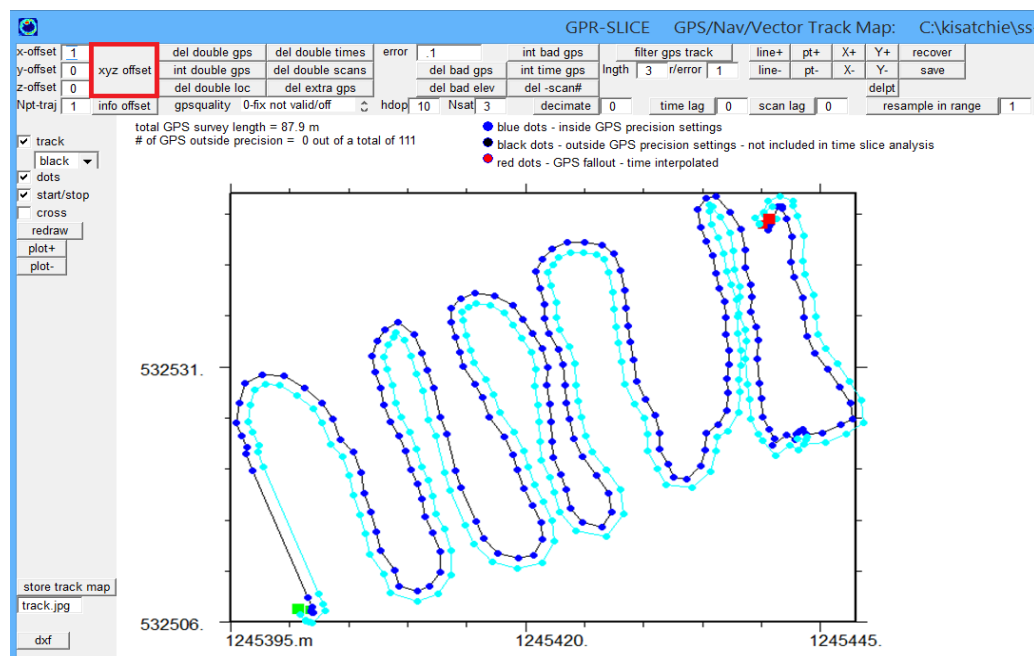 GPR-SLICE GPS/Nav/Vector Track Map: C:\kisatchie\ss
x-offset 1 xyz offset del double gps del double times error .1 int bad gps filter gps track line+ pt+ X+ Y+ recover
y-offset 0 int double gps del double scans del bad gps int time gps lngth 3 r/error 1 line- pt- X- Y- save
z-offset 0 del double loc del extra gps del bad elev del -scan# delpt
Npt-traj 1 info offset gpsquality 0-fix not valid/off hdop 10 Nsat 3 decimate 0 time lag 0 scan lag 0 resample in range 1
total GPS survey length = 87.9 m
# of GPS outside precision = 0 out of a total of 111
blue dots - inside GPS precision settings
black dots - outside GPS precision settings - not included in time slice analysis
red dots - GPS fallout - time interpolated
track
black
dots
start/stop
cross
redraw
plot+
plot-
532531.
532506.
1245395.m 1245420. 1245445.
store track map
track.jpg
dxf